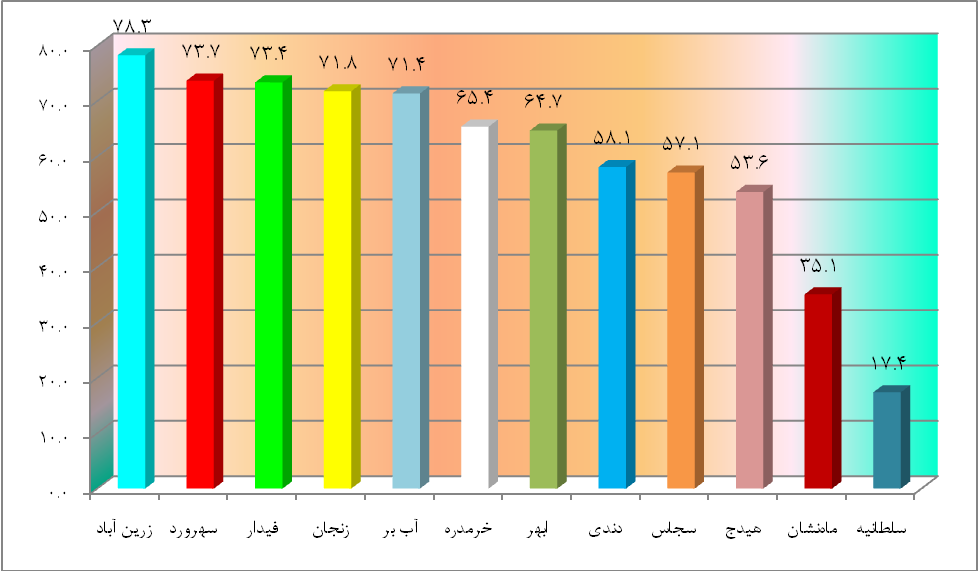 ۷۸.۳
۷۳.۷
۷۳.۴
۷۱.۸
۷۱.۴
۶۵.۴
۶۴.۷
۵۸.۱
۵۷.۱
۵۳.۶
۳۵.۱
۱۷.۴
۸۰.۰
۷۰.۰
۶۰.۰
۵۰.۰
۴۰.۰
۳۰.۰
۲۰.۰
۱۰.۰
۰.۰
زرین آباد
سهرورد
قیدار
زنجان
آب بر
خرمدره
ابهر
دندی
سجاس
هیدج
ماهنشان
سلطانیه